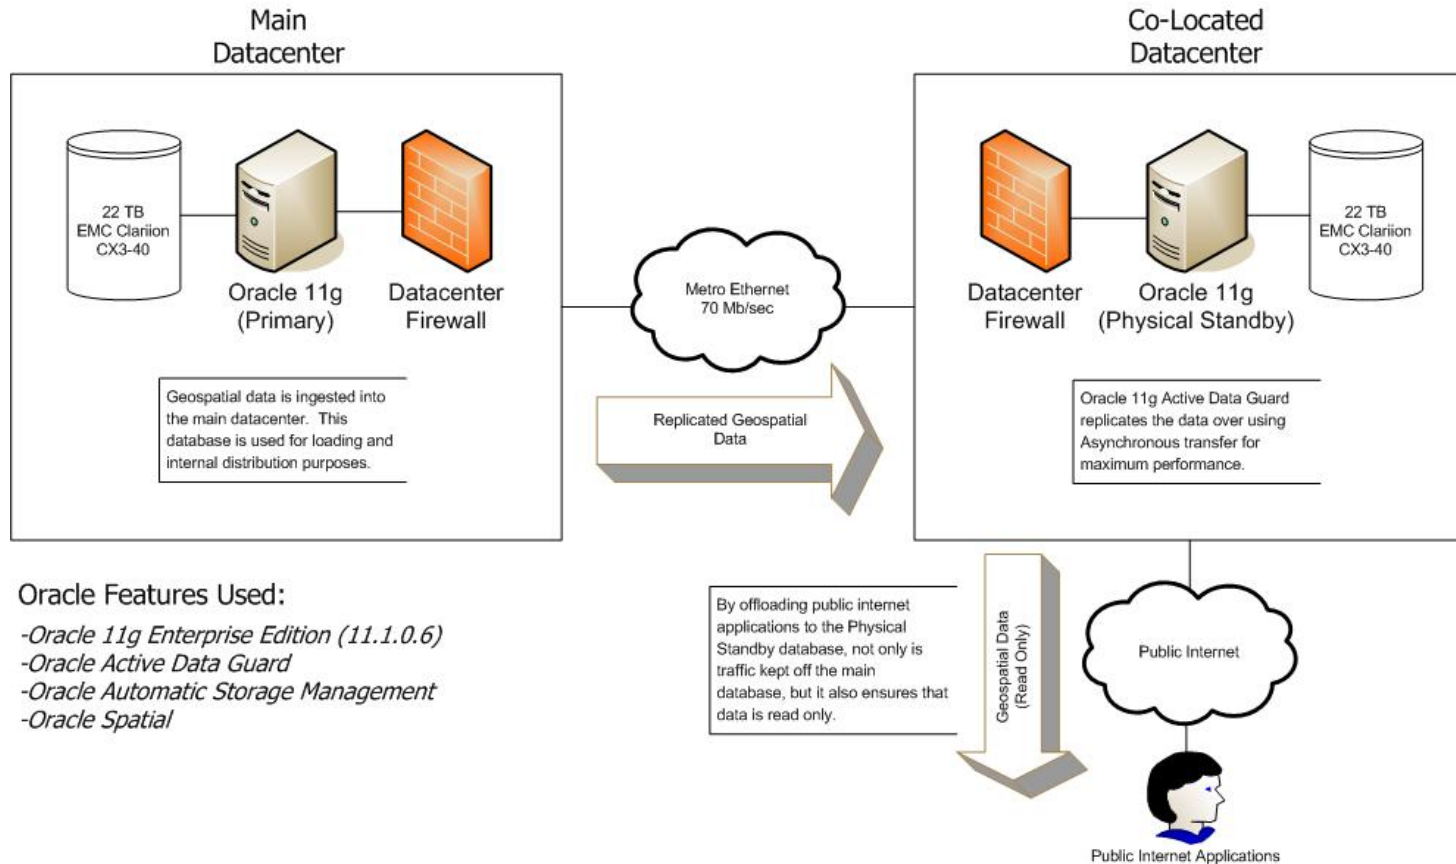 Main
Datacenter
Co-Located
Datacenter
22 TB
EMC Clariion
CX3-40
Oracle 11g
(Primary)
Datacenter
Firewall
Metro Ethernet
70 Mb/sec
Datacenter
Firewall
Oracle 11g
(Physical Standby)
22 TB
EMC Clariion
CX3-40
Geospatial data is ingested into
the main datacenter.  This
database is used for loading and
internal distribution purposes.
Replicated Geospatial
Data
Oracle 11g Active Data Guard
replicates the data over using
Asynchronous transfer for
maximum performance.
Oracle Features Used:
-Oracle 11g Enterprise Edition (11.1.0.6)
-Oracle Active Data Guard
-Oracle Automatic Storage Management
-Oracle Spatial
By offloading public internet
applications to the Physical
Standby database, not only is
traffic kept off the main
database, but it also ensures that
data is read only.
Geospatial Data
(Read Only)
Public Internet
Public Internet Applications